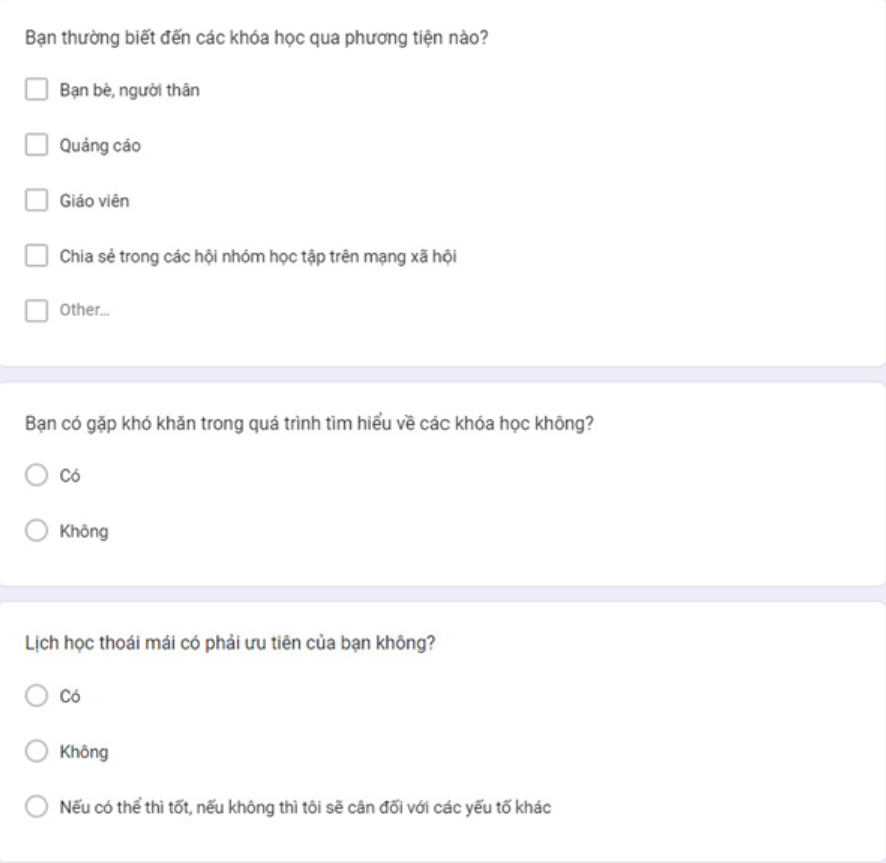 Bạn thường biết đến các khóa học qua phương tiện nào?
Bạn bè, người thân
Quảng cáo
Giáo viên
Chia sẻ trong các hội nhóm học tập trên mạng xã hội
Other...
Bạn có gặp khó khăn trong quá trình tìm hiểu về các khóa học không?
Có
Không
Lịch học thoải mái có phải ưu tiên của bạn không?
Có
Không
Nếu có thể thì tốt, nếu không thì tôi sẽ cân đối với các yếu tố khác